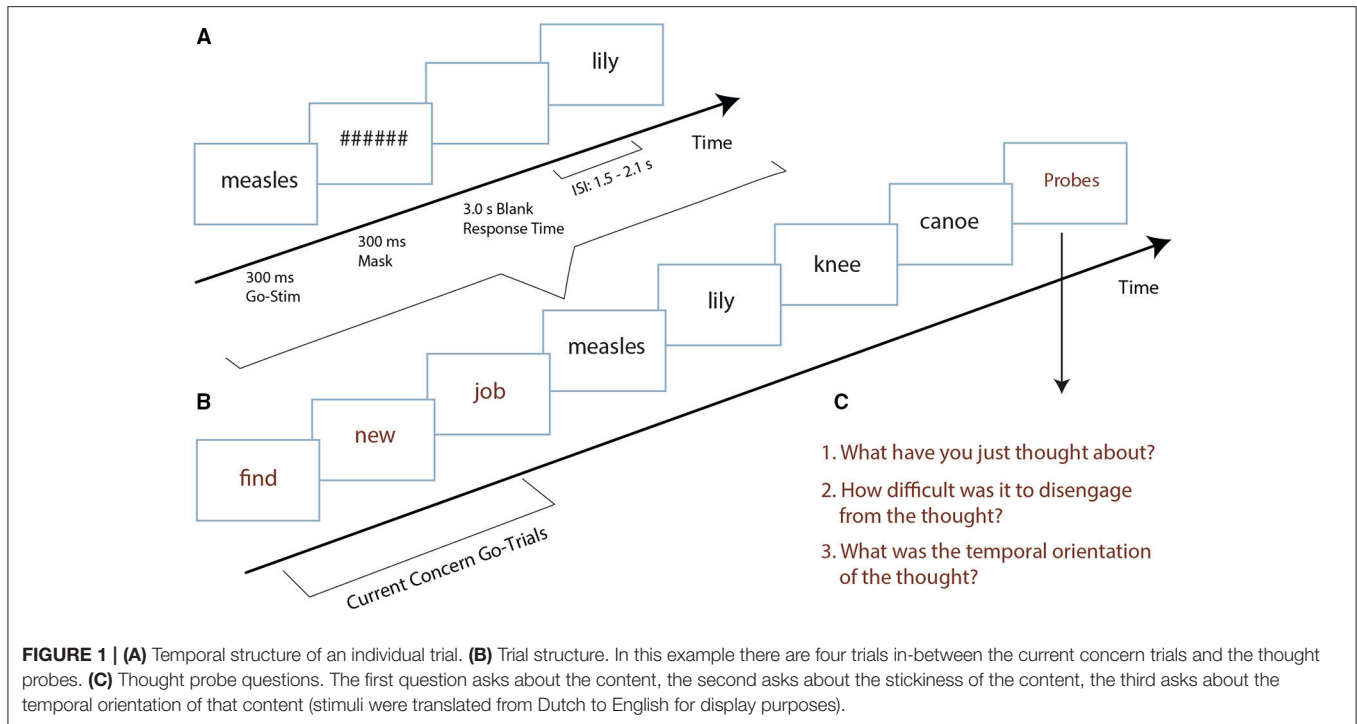 A
lily
######
measles
Time
ISI: 1.5 - 2.1 s
3.0 s Blank
Response Time
300 ms
Mask
300 ms
Go-Stim
Probes
canoe
knee
lily
measles
job
new
find
Time
B
Current Concern Go-Trials
C
1. What have you just thought about?
2. How difficult was it to disengage
from the thought?
3. What was the temporal orientation
of the thought?
FIGURE 1 | (A) Temporal structure of an individual trial. (B) Trial structure. In this example there are four trials in-between the current concern trials and the thought
probes. (C) Thought probe questions. The first question asks about the content, the second asks about the stickiness of the content, the third asks about the
temporal orientation of that content (stimuli were translated from Dutch to English for display purposes).